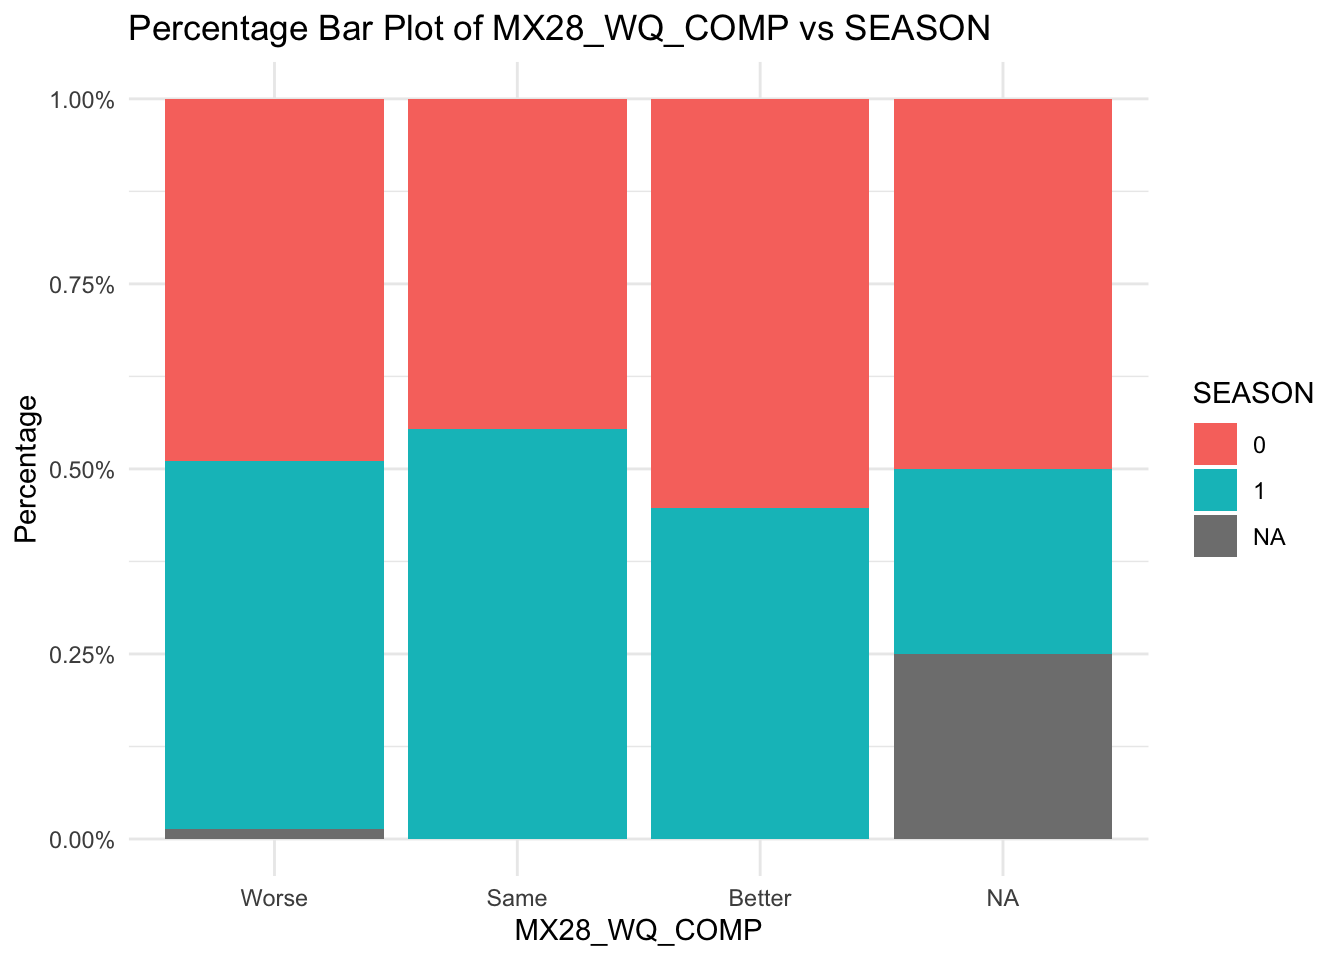 Percentage Bar Plot of MX28_WQ_COMP vs SEASON
1.00%
0.75%
0.50%
0.25%
0.00%
Percentage
Worse
Same
Better
NA
MX28_WQ_COMP
SEASON
0
1
NA